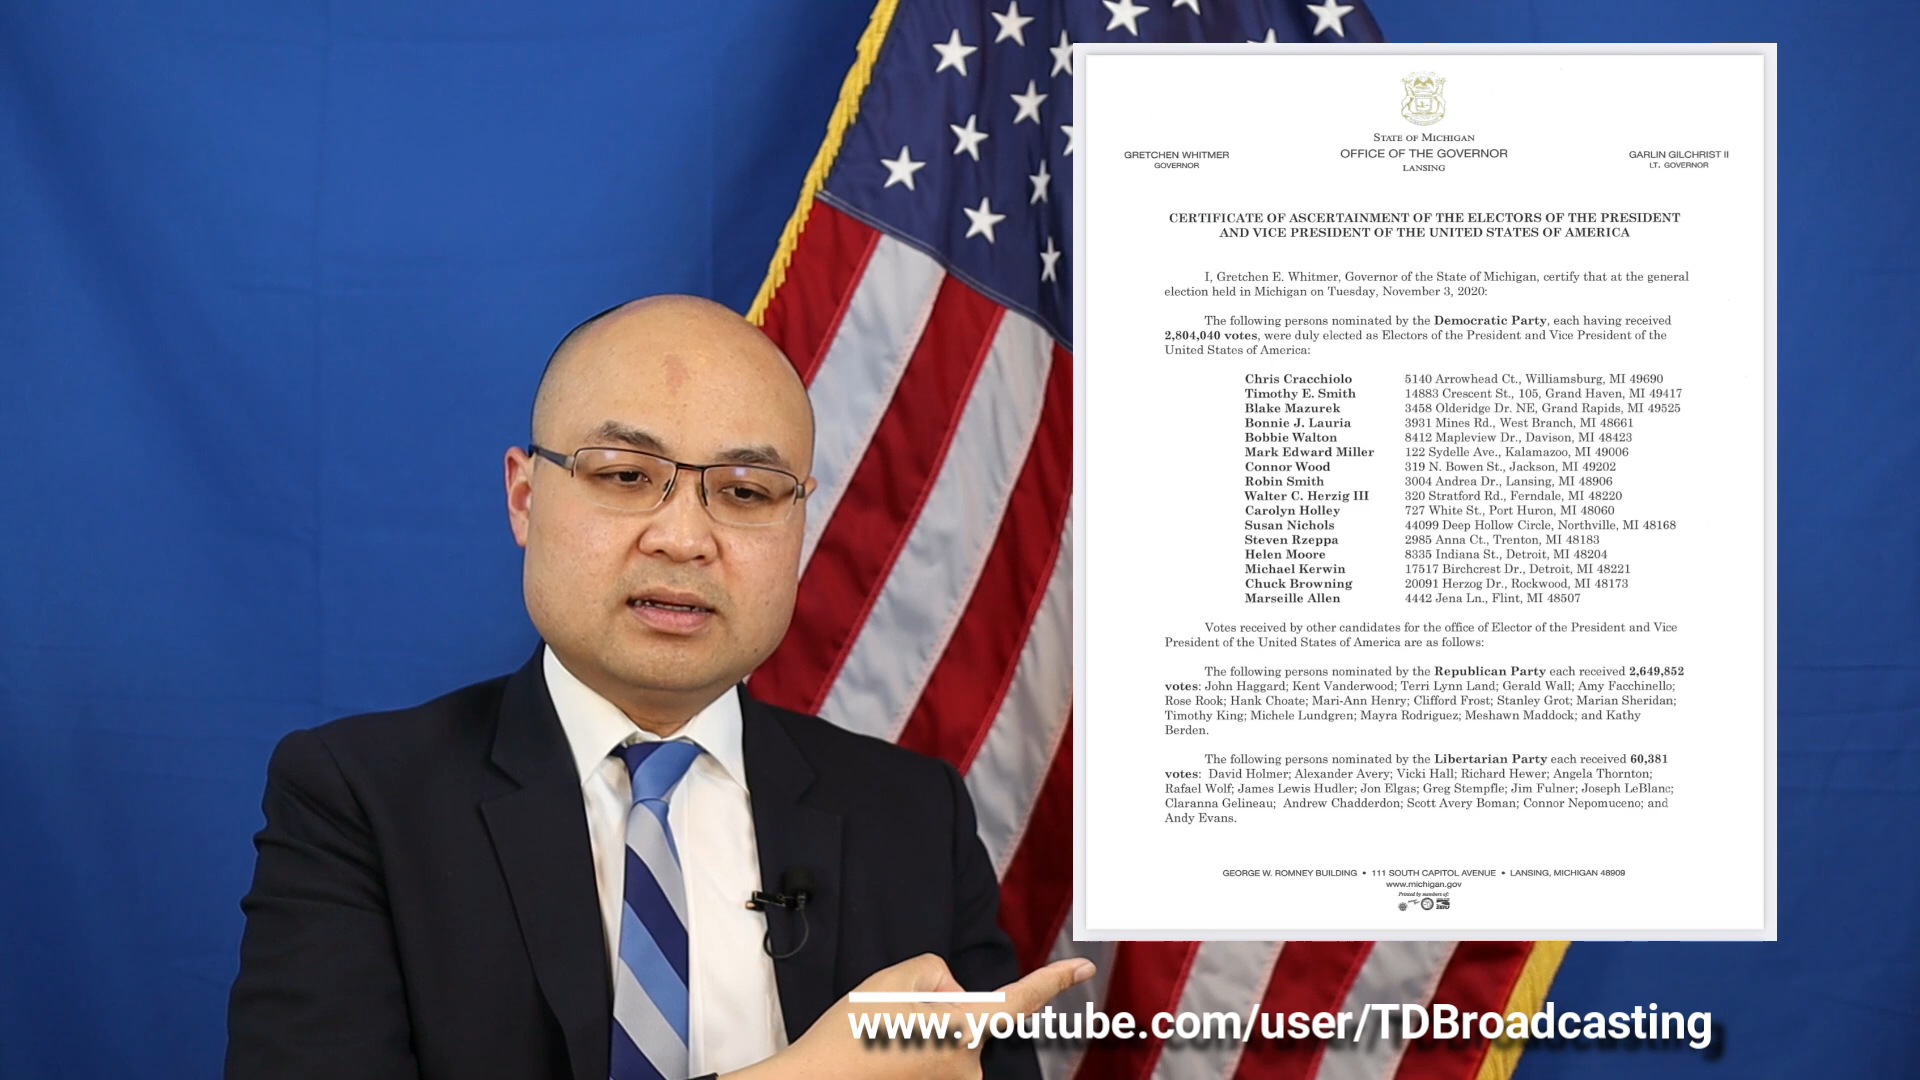 STATE OF MICHIGAN
GRETCHEN WHITMER
GOVERNOR
OFFICE OF THE GOVERNOR
LANSING
GARLIN GILCHRIST II
LT. GOVERNOR
CERTIFICATE OF ASCERTAINMENT OF THE ELECTORS OF THE PRESIDENT
AND VICE PRESIDENT OF THE UNITED STATES OF AMERICA
I, Gretchen E. Whitmer, Governor of the State of Michigan, certify that at the general
election held in Michigan on Tuesday, November 3, 2020:
The following persons nominated by the Democratic Party, each having received
2,804,040 votes, were duly elected as Electors of the President and Vice President of the
United States of America:
Chris Cracchiolo 5140 Arrowhead Ct., Williamsburg, MI 49690
Timothy E. Smith 14883 Crescent St., 105, Grand Haven, MI 49417
Blake Mazurek 3458 Olderidge Dr. NE, Grand Rapids, MI 49525
Bonnie J. Lauria 3931 Mines Rd., West Branch, MI 48661
Bobbie Walton 8412 Mapleview Dr., Davison, MI 48423
Mark Edward Miller 122 Sydelle Ave., Kalamazoo, MI 49006
Connor Wood 319 N. Bowen St., Jackson, MI 49202
Robin Smith 3004 Andrea Dr., Lansing, MI 48906
Walter C. Herzig III 320 Stratford Rd., Ferndale, MI 48220
Carolyn Holley 727 White St., Port Huron, MI 48060
Susan Nichols 44099 Deep Hollow Circle, Northville, MI 48168
Steven Rzeppa 2985 Anna Ct., Trenton, MI 48183
Helen Moore 8335 Indiana St., Detroit, MI 48204
Michael Kerwin 17517 Birchcrest Dr., Detroit, MI 48221
Chuck Browning 20091 Herzog Dr., Rockwood, MI 48173
Marseille Allen 4442 Jena Ln., Flint, MI 48507
Votes received by other candidates for the office of Elector of the President and Vice
President of the United States of America are as follows:
The following persons nominated by the Republican Party each received 2,649,852
votes: John Haggard; Kent Vanderwood; Terri Lynn Land; Gerald Wall; Amy Facchinello;
Rose Rook; Hank Choate; Mari-Ann Henry; Clifford Frost; Stanley Grot; Marian Sheridan;
Timothy King; Michele Lundgren; Mayra Rodriguez; Meshawn Maddock; and Kathy
Berden.
The following persons nominated by the Libertarian Party each received 60,381
votes: David Holmer; Alexander Avery; Vicki Hall; Richard Hewer; Angela Thornton;
Rafael Wolf; James Lewis Hudler; Jon Elgas; Greg Stempfle; Jim Fulner; Joseph LeBlanc;
Claranna Gelineau; Andrew Chadderdon; Scott Avery Boman; Connor Nepomuceno; and
Andy Evans.
GEORGE W. ROMNEY BUILDING • 111 SOUTH CAPITOL AVENUE • LANSING, MICHIGAN 48909
www.michigan.gov
Printed by members of:
www.youtube.com/user/TDBroadcasting